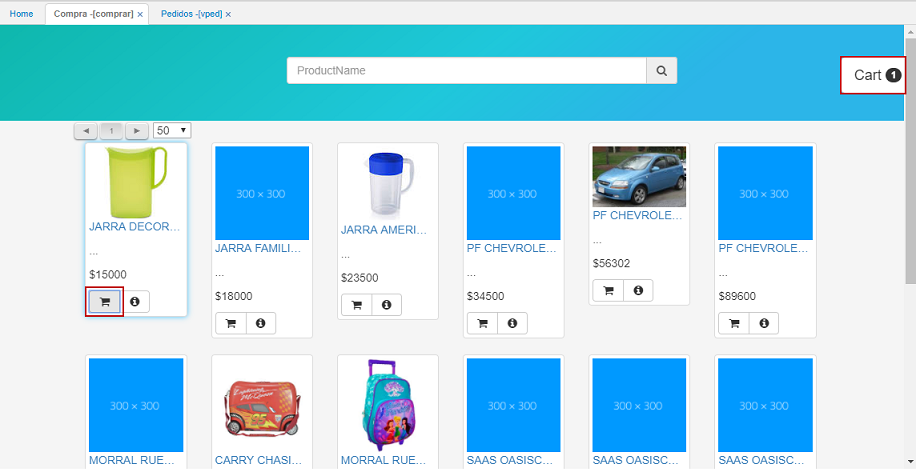 Home
Compra -[comprar] ×
Pedidos -[vped] ×
ProductName
Cart 1
1
50
300 × 300
300 × 300
300 × 300
JARRA DECOR...
JARRA FAMILI...
JARRA AMERI...
PF CHEVROLE...
PF CHEVROLE...
PF CHEVROLE...
...
...
...
...
...
...
$15000
$18000
$23500
$34500
$56302
$89600
300 × 300
300 × 300
300 × 300
300 × 300
95
MORRAL RUE...
CARRY CHASI...
MORRAL RUE...
SAAS OASISC...
SAAS OASISC...
SAAS OASISC...